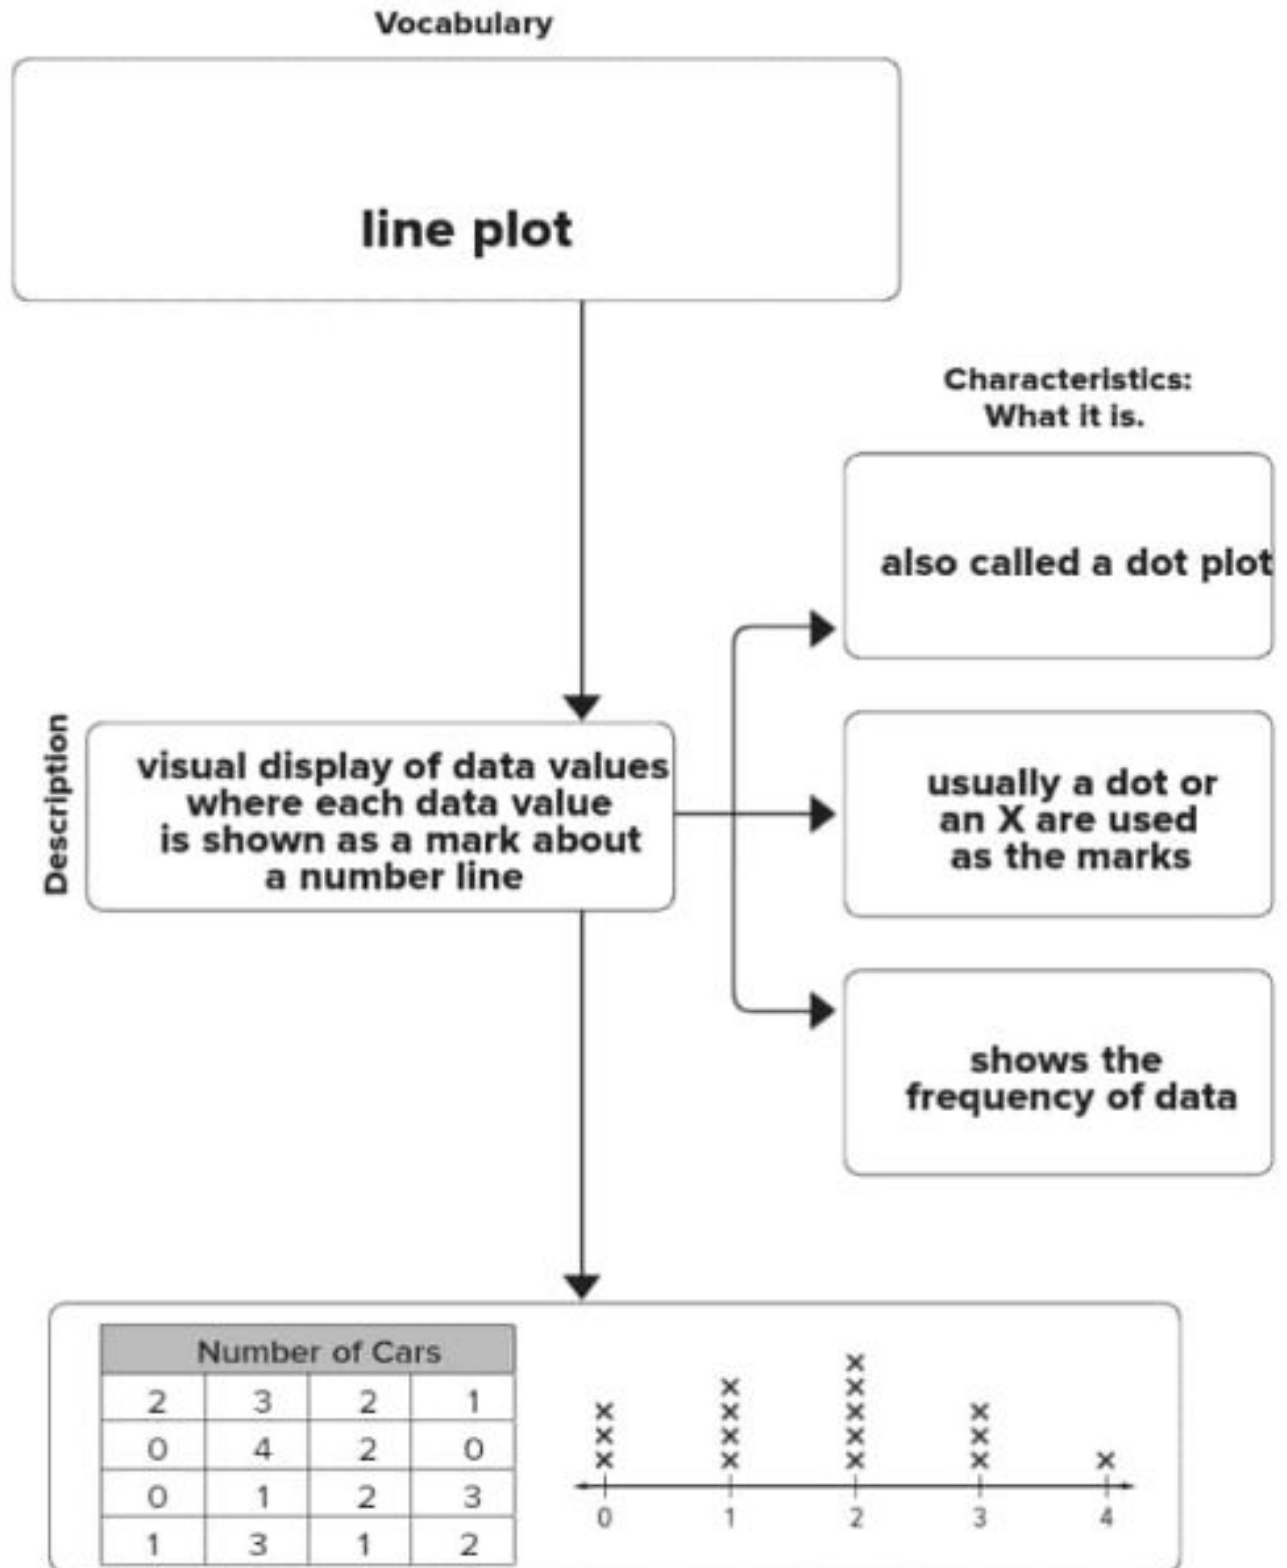 Vocabulary
line plot
Characteristics:
What it is.
also called a dot plot
Description
visual display of data values
where each data value
is shown as a mark about
a number line
usually a dot or
an X are used
as the marks
shows the
frequency of data
Number of Cars
2 3 2 1
0 4 2 0
0 1 2 3
1 3 1 2
0 1 2 3 4